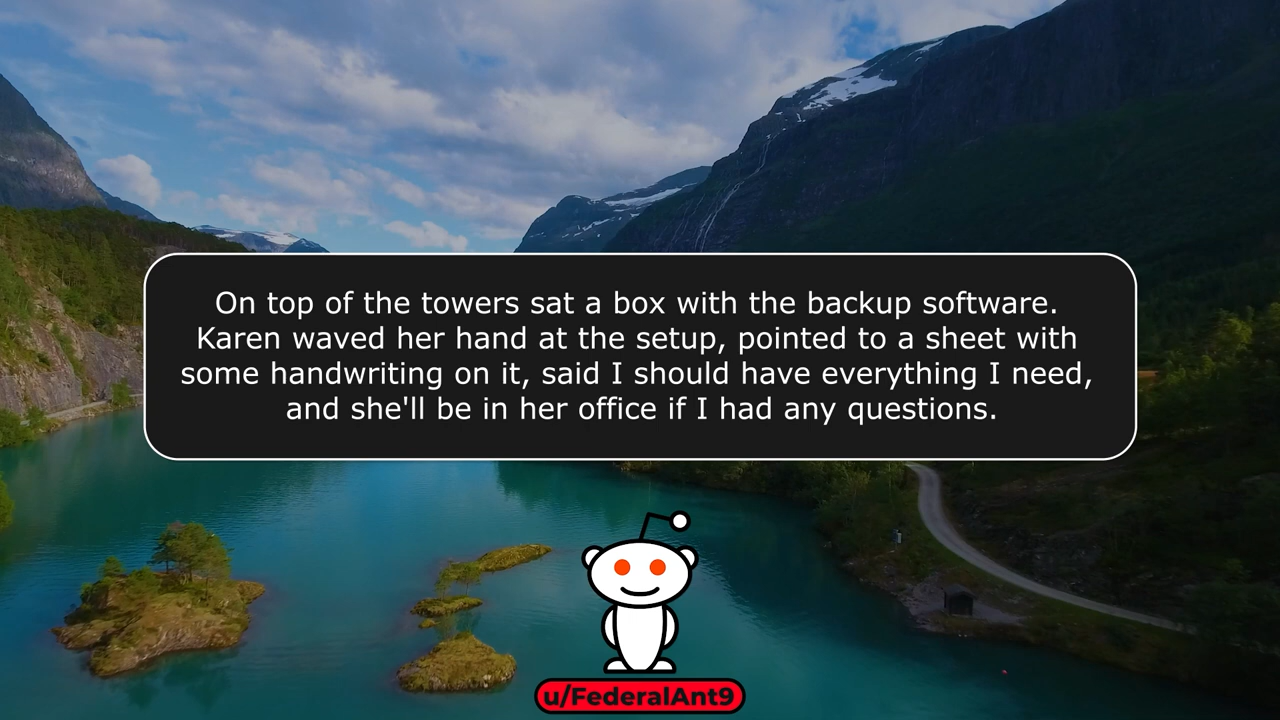 On top of the towers sat a box with the backup software.
Karen waved her hand at the setup, pointed to a sheet with
some handwriting on it, said I should have everything I need,
and she'll be in her office if I had any questions.
u/FederalAnt9